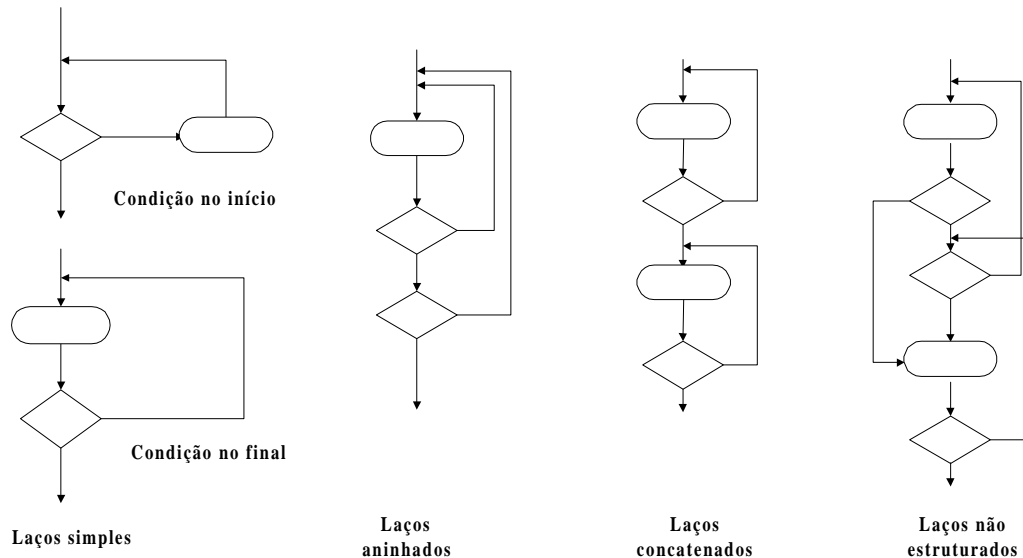 Condição no início
Condição no final
Laços simples
Laços
aninhados
Laços
concatenados
Laços não
estruturados